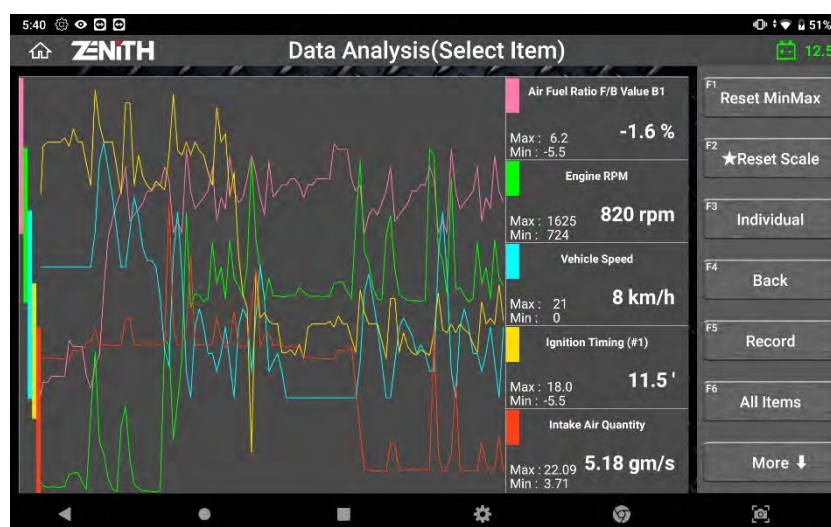 5:40 51%
ZENITH Data Analysis(Select Item) 12.5
Air Fuel Ratio F/B Value B1
-1.6 %
Max : 6.2
Min : -5.5
Engine RPM
820 rpm
Max : 1625
Min : 724
Vehicle Speed
8 km/h
Max : 21
Min : 0
Ignition Timing (#1)
11.5 '
Max : 18.0
Min : -5.5
Intake Air Quantity
5.18 gm/s
Max : 22.09
Min : 3.71
F1
Reset MinMax
F2
★Reset Scale
F3
Individual
F4
Back
F5
Record
F6
All Items
More ⬇